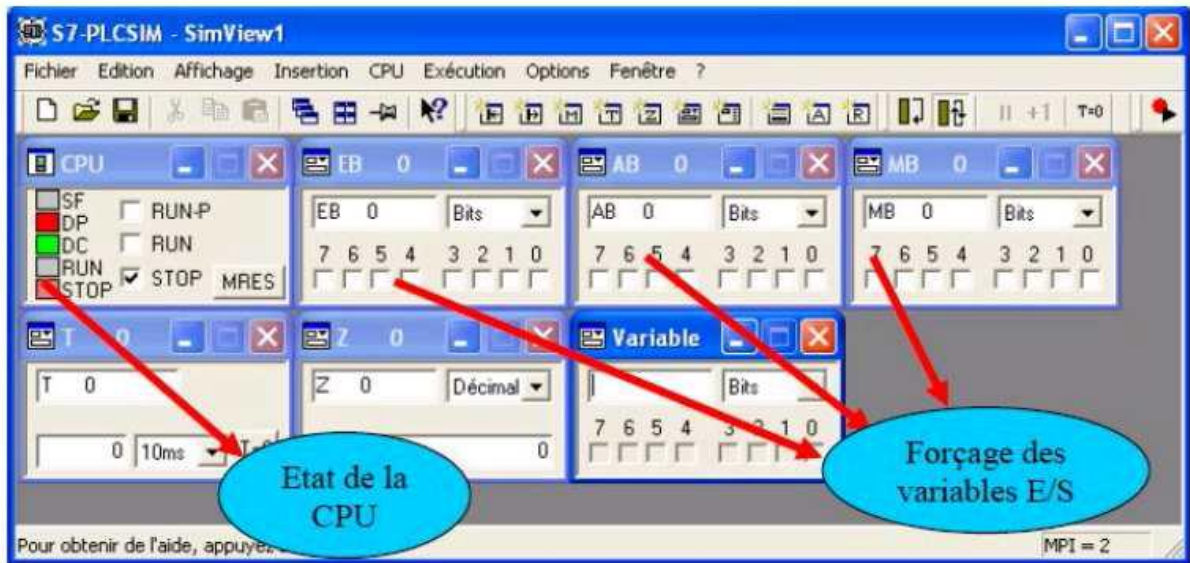 S7-PLCSIM - SimView1
Fichier Edition Affichage Insertion CPU Exécution Options Fenêtre ?
T=0
CPU
SF
DP
DC
RUN
STOP
RUN-P
RUN
STOP
MRES
EB 0
EB 0 Bits
7 6 5 4 3 2 1 0
AB 0
AB 0 Bits
7 6 5 4 3 2 1 0
MB 0
MB 0 Bits
7 6 5 4 3 2 1 0
T 0
T 0
0 10ms
Z 0
Z 0 Décimal
0
Variable
Bits
7 6 5 4 3 2 1 0
Etat de la
CPU
Forçage des
variables E/S
Pour obtenir de l'aide, appuyez
MPI = 2